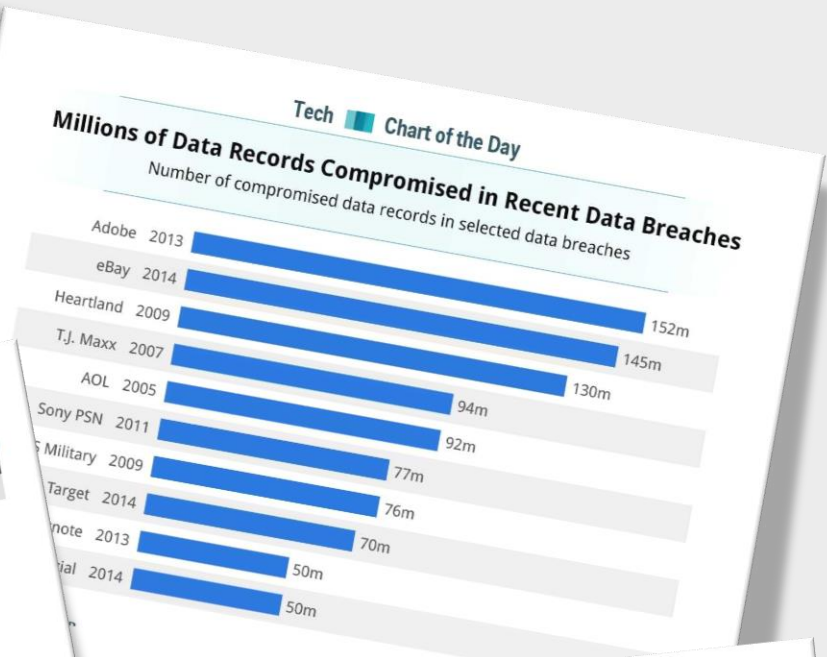 Tech Chart of the Day
Millions of Data Records Compromised in Recent Data Breaches
Number of compromised data records in selected data breaches
Adobe 2013 152m
eBay 2014 145m
Heartland 2009 130m
T.J. Maxx 2007 94m
AOL 2005 92m
Sony PSN 2011 77m
Military 2009 76m
Target 2014 70m
note 2013 50m
ial 2014 50m